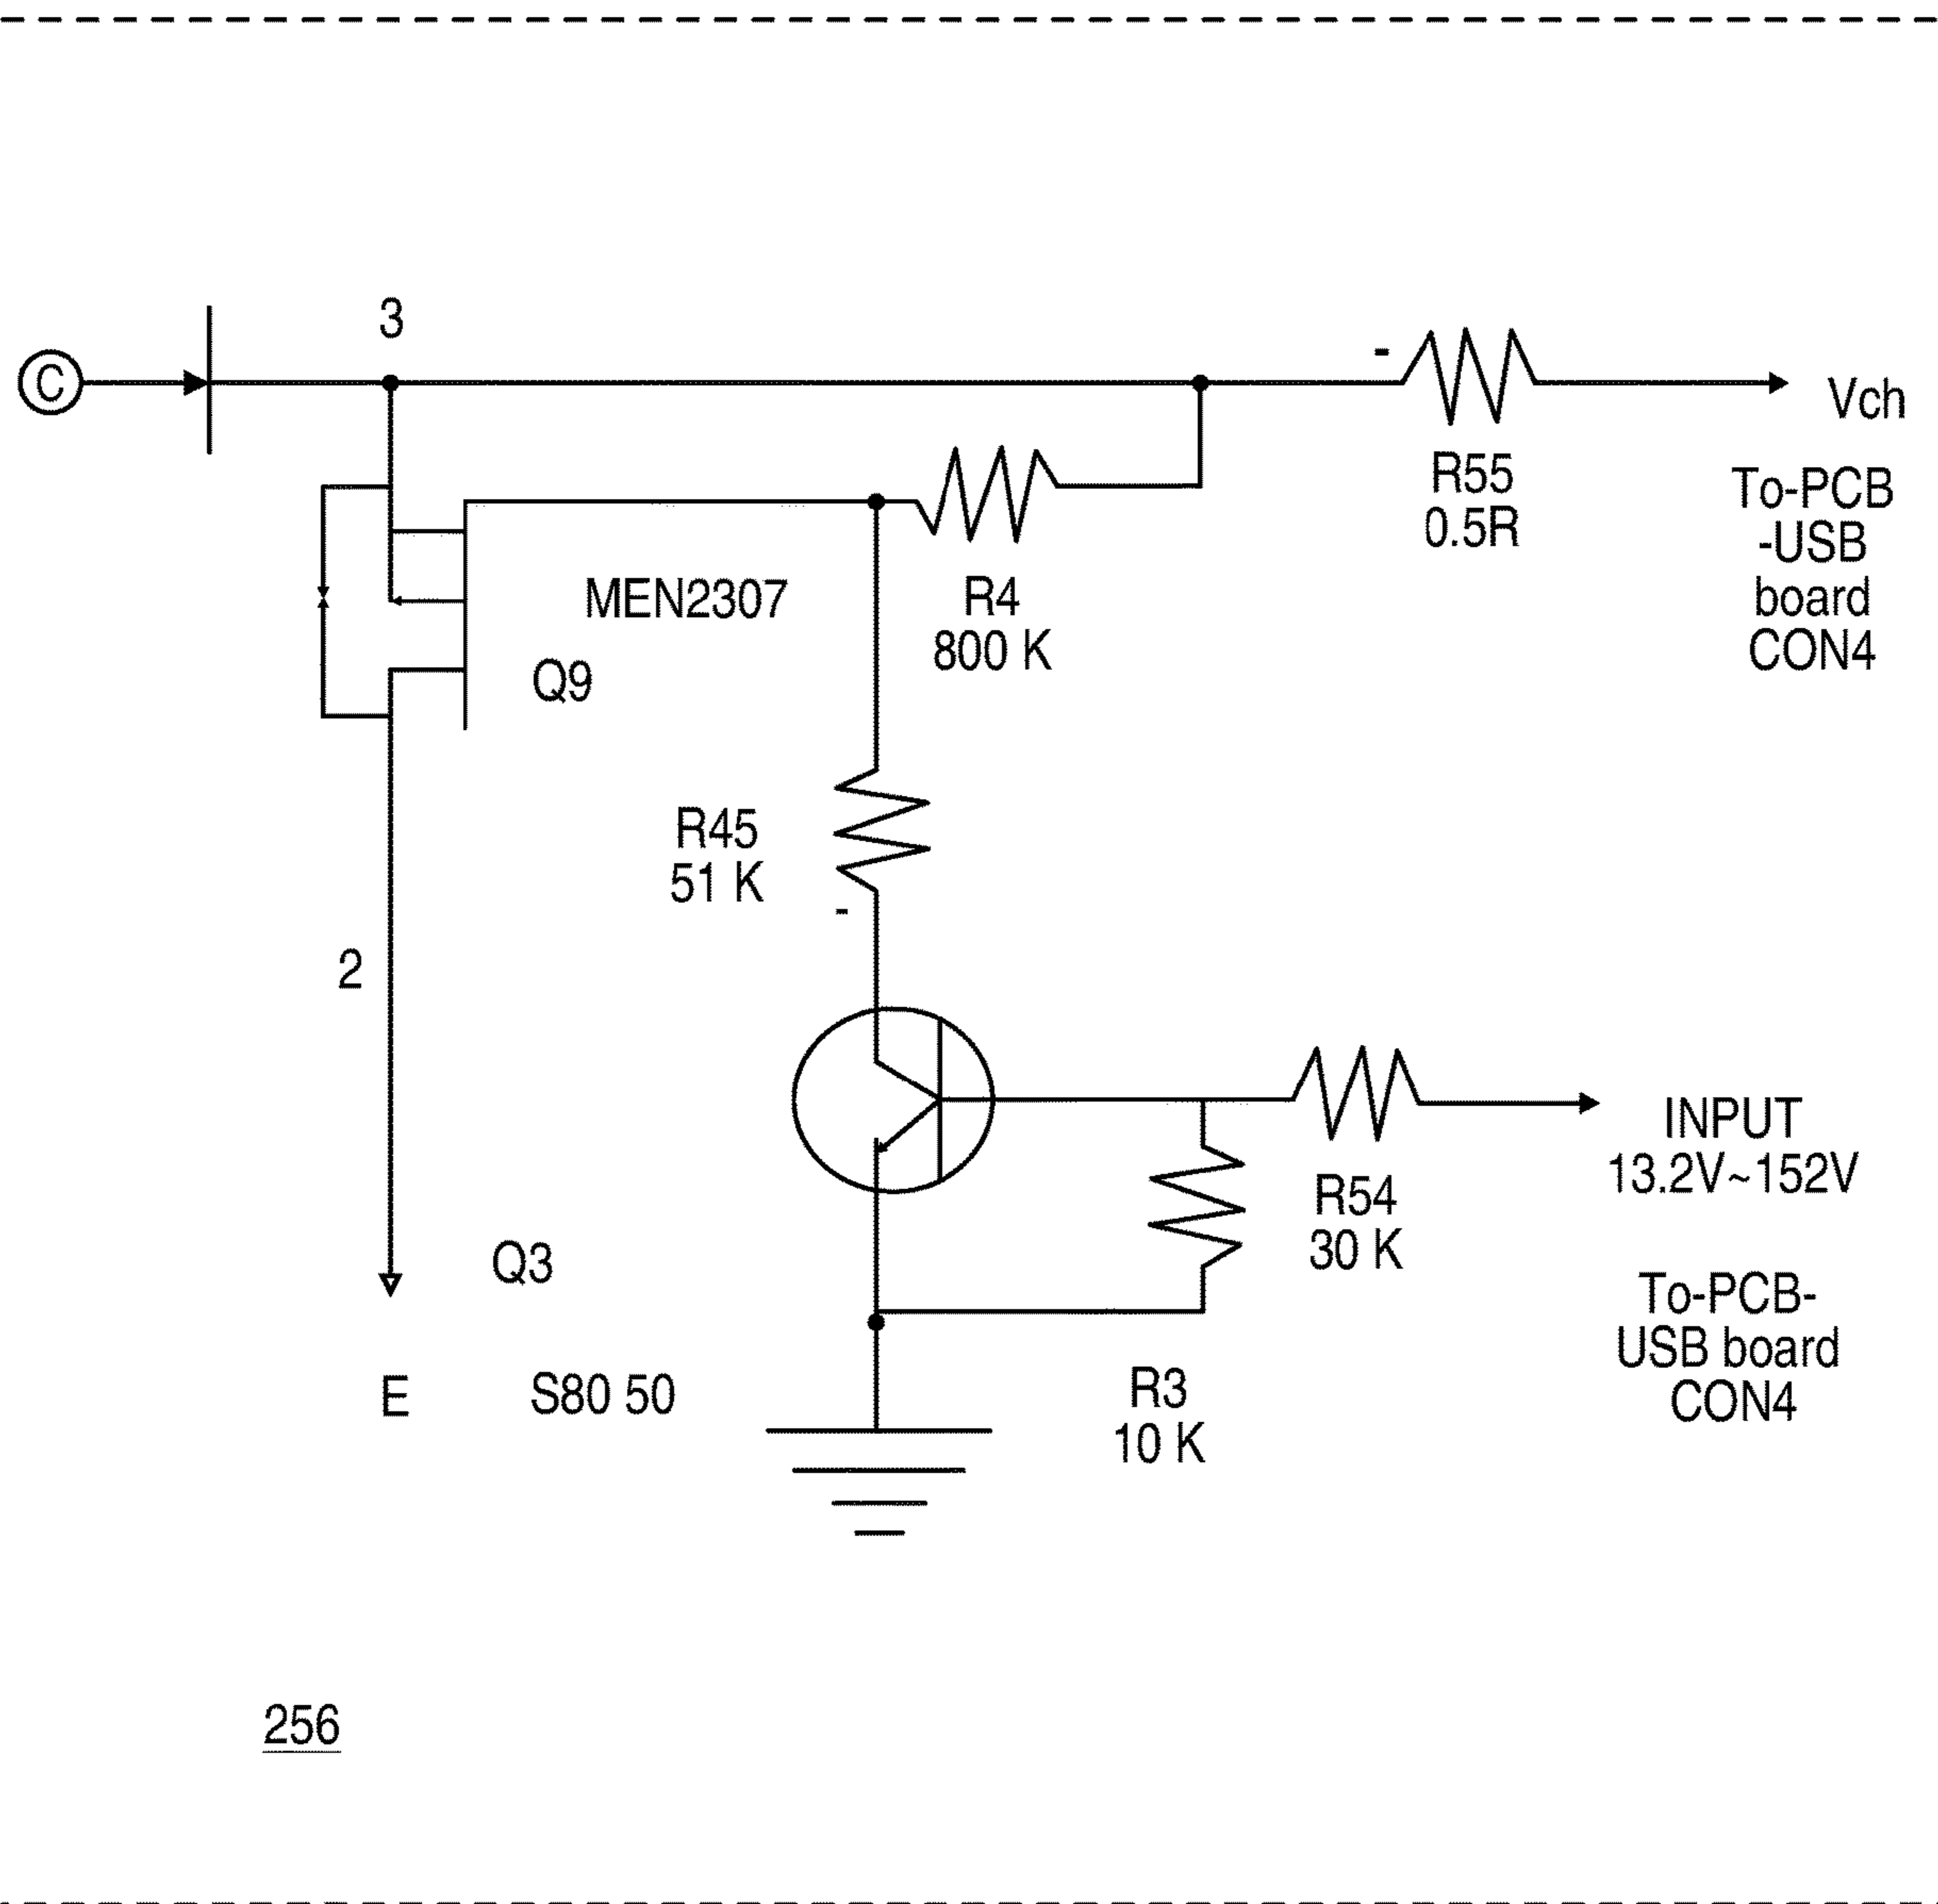 3
C
Vch
R55
0.5R
To-PCB
-USB
board
CON4
MEN2307
Q9
R4
800 K
R45
51 K
2
INPUT
13.2V~152V
R54
30 K
Q3
To-PCB-
USB board
CON4
E
S80 50
R3
10 K
256